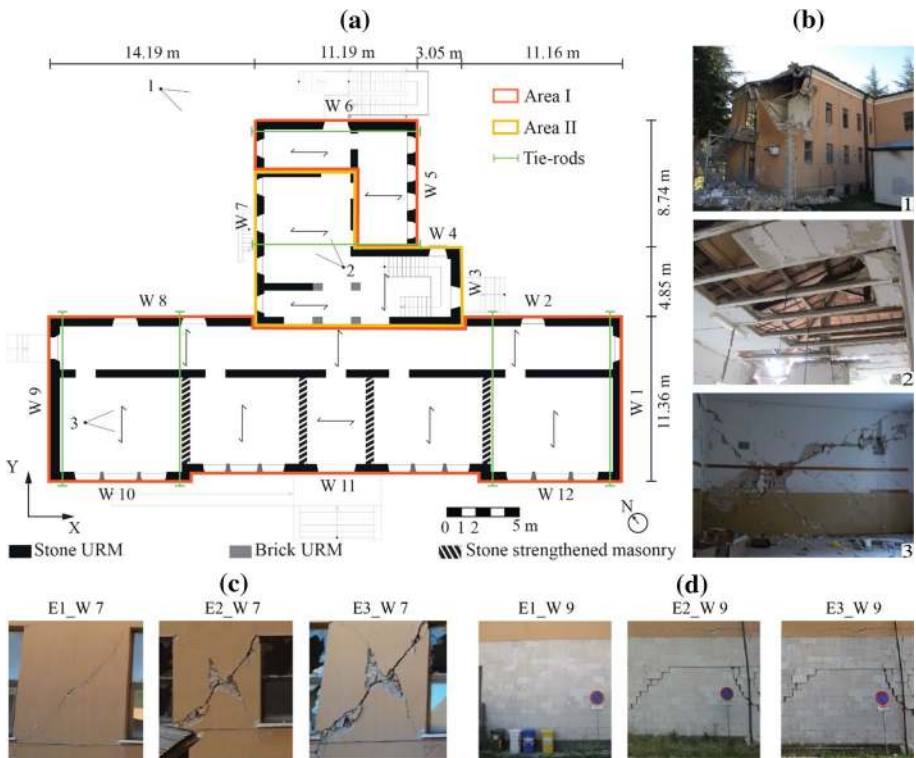 (a)
(b)
14.19 m 11.19 m 3.05 m 11.16 m
1
W 6
Area I
Area II
Tie-rods
W 5
8.74 m
W 7
W 4
2
W 3
4.85 m
W 8
W 2
W 9
3
W 1
11.36 m
Y
X
W 10
W 11
W 12
0 1 2 5 m
N
Stone URM
Brick URM
Stone strengthened masonry
1
2
3
(c)
(d)
E1_W 7 E2_W 7 E3_W 7 E1_W 9 E2_W 9 E3_W 9